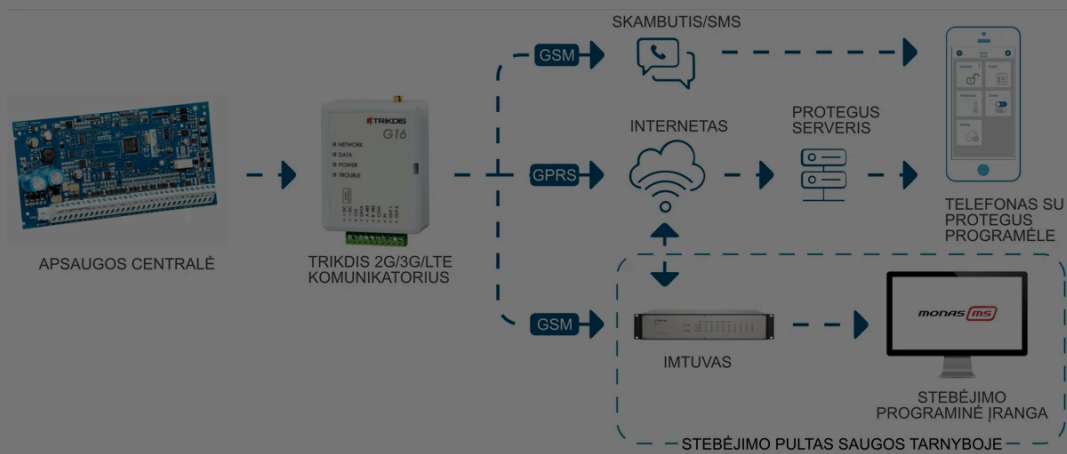 SKAMBUTIS/SMS
GSM
TRIKDIS
G16
NETWORK
DATA
POWER
TROUBLE
INTERNETAS
PROTEGUS
SERVERIS
GPRS
TELEFONAS SU
PROTEGUS
PROGRAMĖLE
APSAUGOS CENTRALĖ
TRIKDIS 2G/3G/LTE
KOMUNIKATORIUS
GSM
monas ms
IMTUVAS
STEBĖJIMO
PROGRAMINĖ ĮRANGA
STEBĖJIMO PULTAS SAUGOS TARNYBOJE